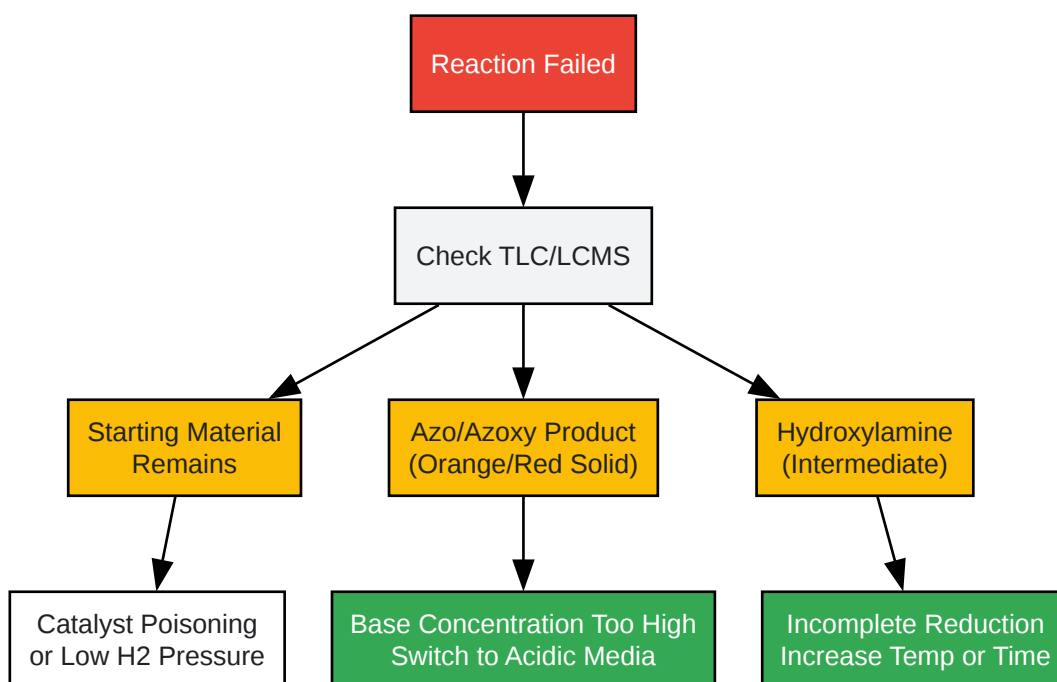 Reaction Failed
Check TLC/LCMS
Starting Material
Remains
Azo/Azoxy Product
(Orange/Red Solid)
Hydroxylamine
(Intermediate)
Catalyst Poisoning
or Low H2 Pressure
Base Concentration Too High
Switch to Acidic Media
Incomplete Reduction
Increase Temp or Time